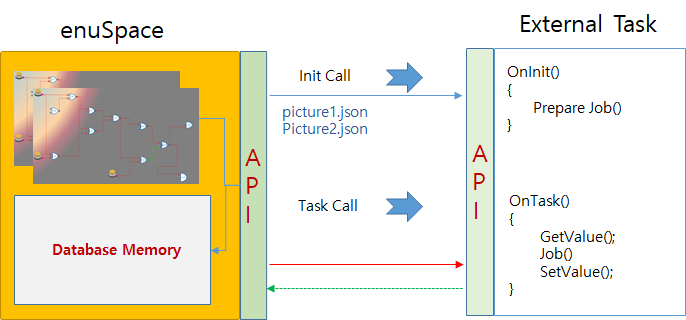 enuSpace
External Task
Init Call
picture1.json
Picture2.json
A
P
I
Task Call
Database Memory
A
P
I
OnInit()
{
Prepare Job()
}
OnTask()
{
GetValue();
Job()
SetValue();
}